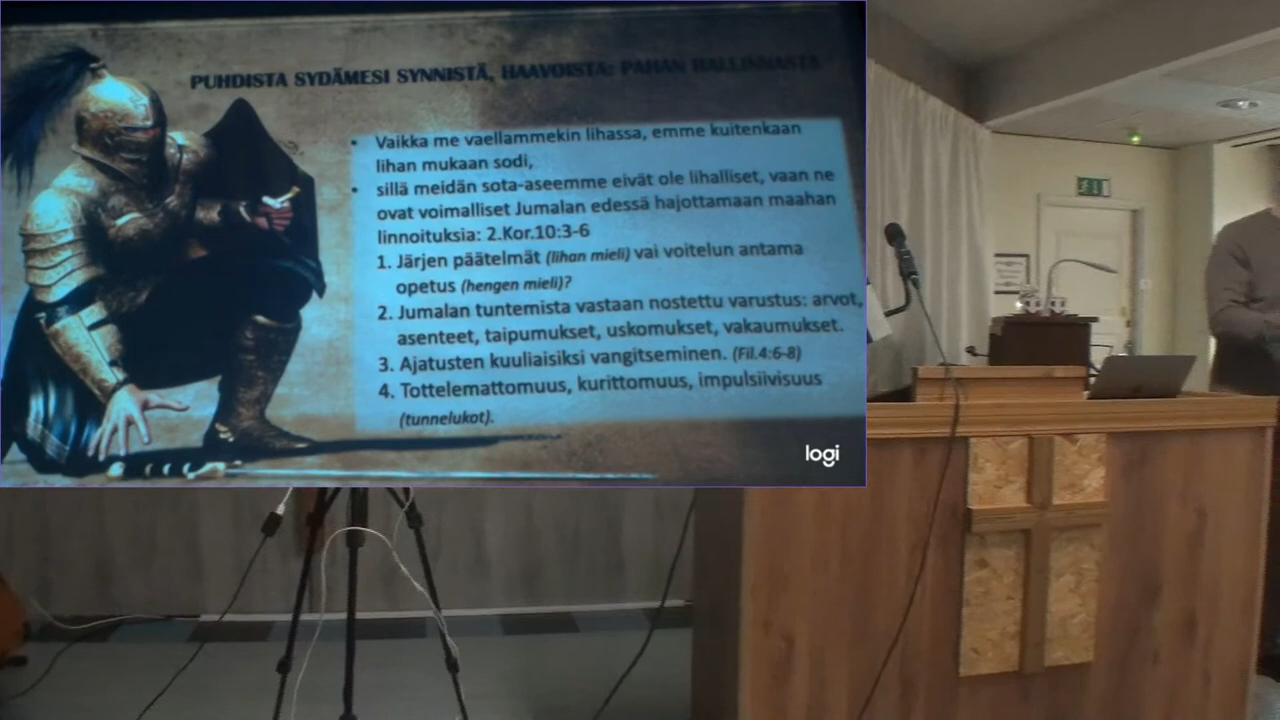 PUHDISTA SYDÄMESI SYNNISTÄ, HAAVOISTA: PAHAN HALLINNASTA
• Vaikka me vaellammekin lihassa, emme kuitenkaan
lihan mukaan sodi,
• sillä meidän sota-aseemme eivät ole lihalliset, vaan ne
ovat voimalliset Jumalan edessä hajottamaan maahan
linnoituksia: 2.Kor.10:3-6
1. Järjen päätelmät (lihan mieli) vai voitelun antama
opetus (hengen mieli)?
2. Jumalan tuntemista vastaan nostettu varustus: arvot,
asenteet, taipumukset, uskomukset, vakaumukset.
3. Ajatusten kuuliaisiksi vangitseminen. (Fil.4:6-8)
4. Tottelemattomuus, kurittomuus, impulsiivisuus
(tunnelukot).
logi